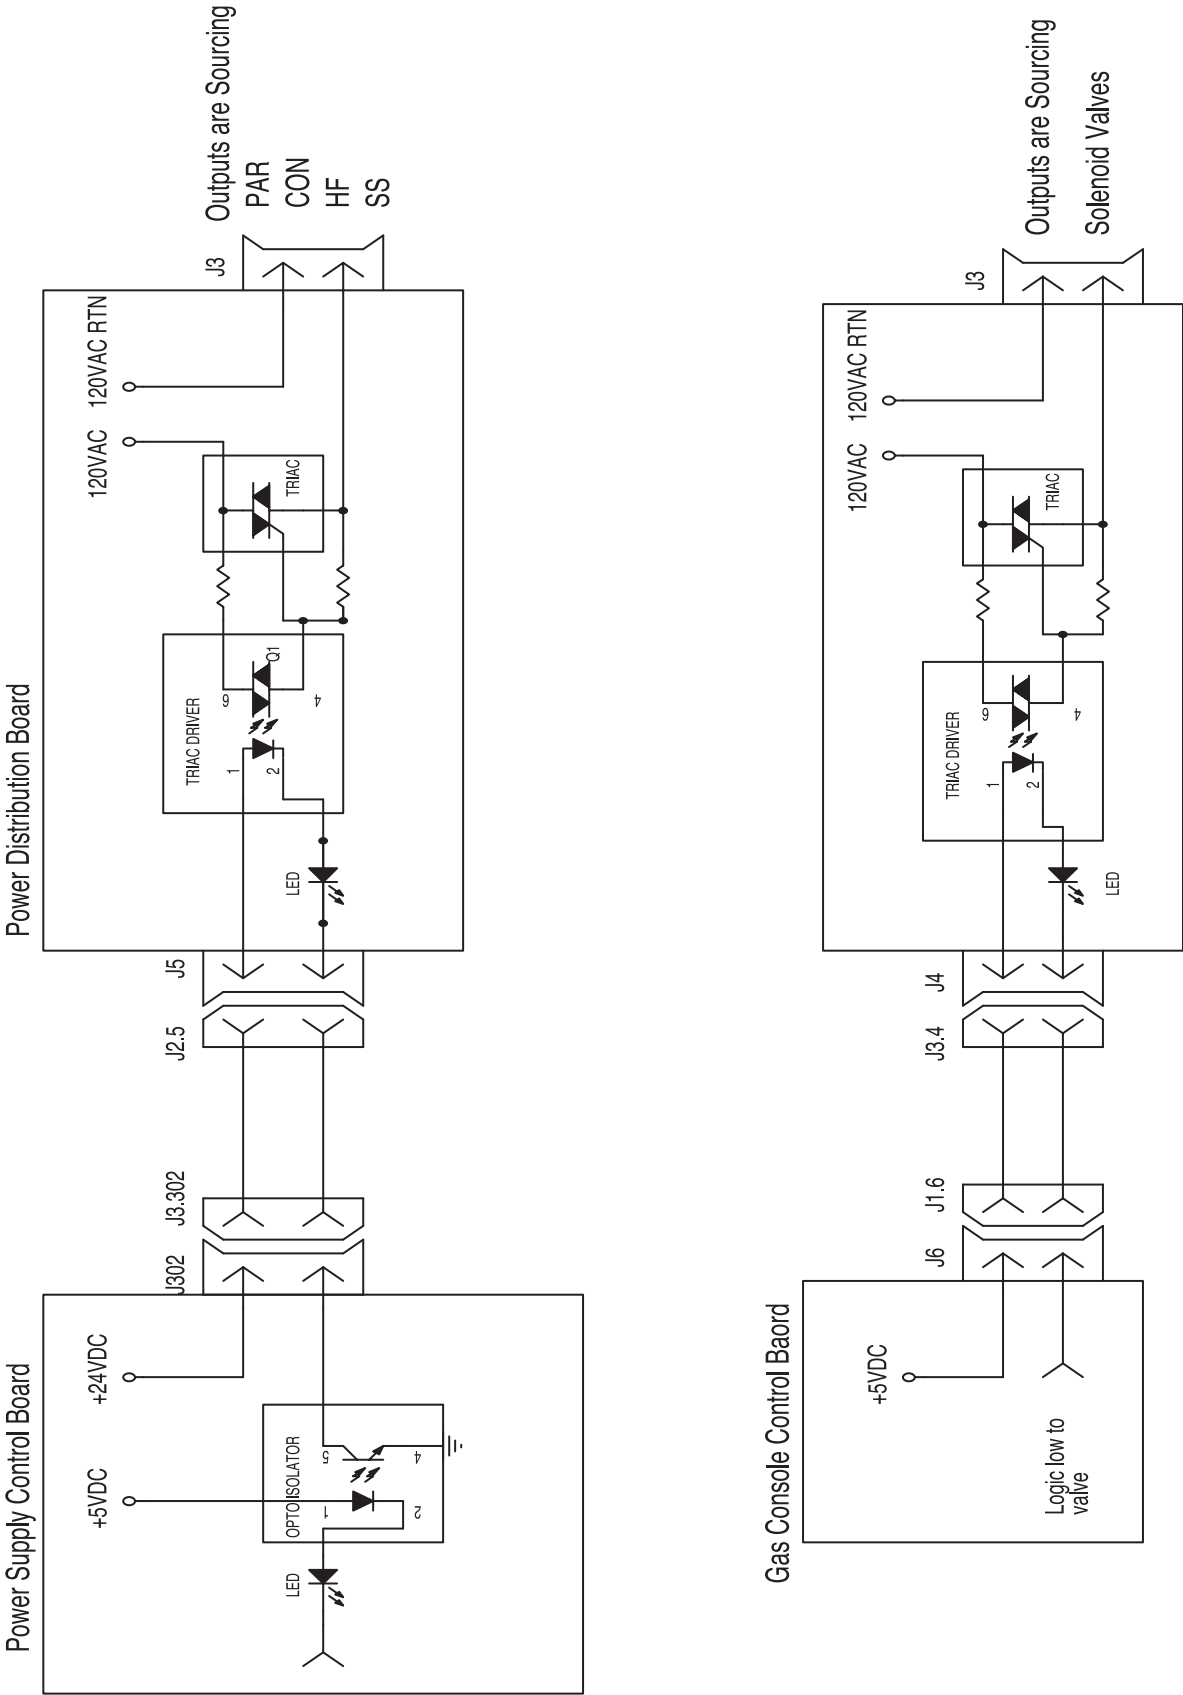 Power Supply Control Board
+5VDC
+24VDC
LED
OPTO ISOLATOR
1
2
5
4
J302
J3.302
J2.5
J5
Power Distribution Board
LED
TRIAC DRIVER
1
2
6
4
Q1
TRIAC
120VAC
120VAC RTN
J3
Outputs are Sourcing
PAR
CON
HF
SS
Gas Console Control Baord
+5VDC
Logic low to
valve
J6
J1.6
J3.4
J4
LED
TRIAC DRIVER
1
2
6
4
TRIAC
120VAC
120VAC RTN
J3
Outputs are Sourcing
Solenoid Valves